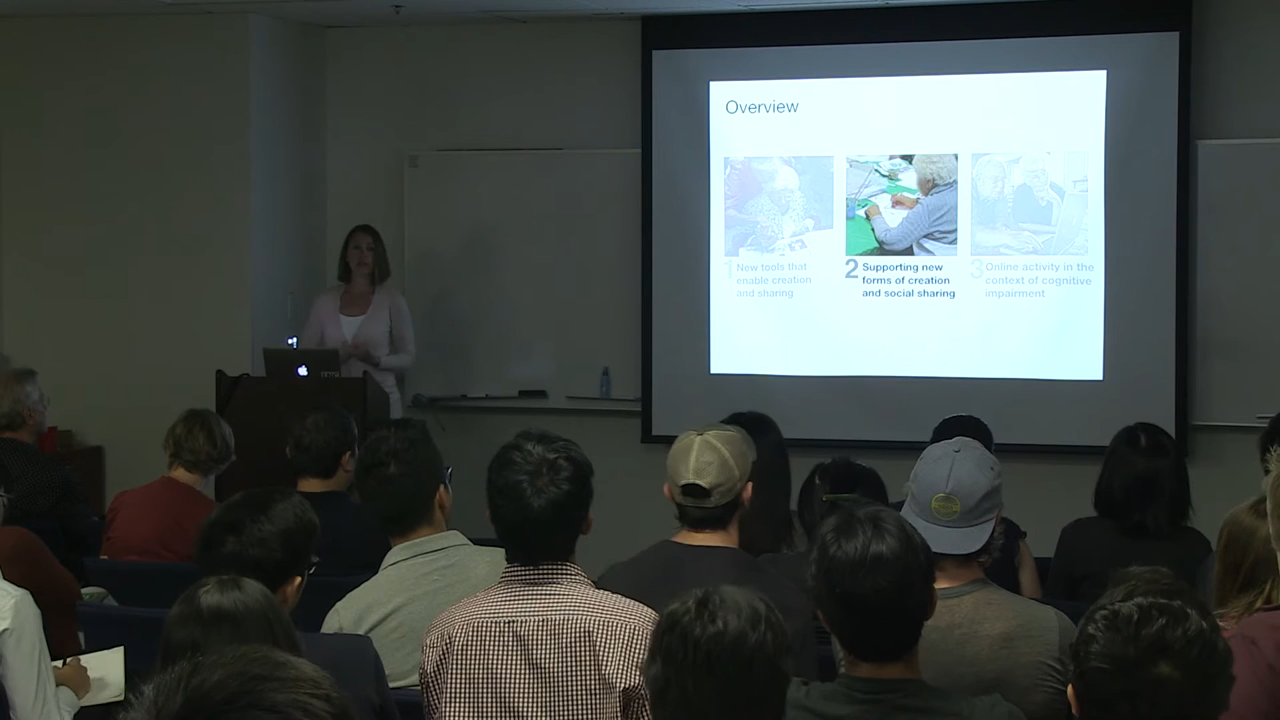 Overview
1 New tools that
enable creation
and sharing
2 Supporting new
forms of creation
and social sharing
3 Online activity in the
context of cognitive
impairment